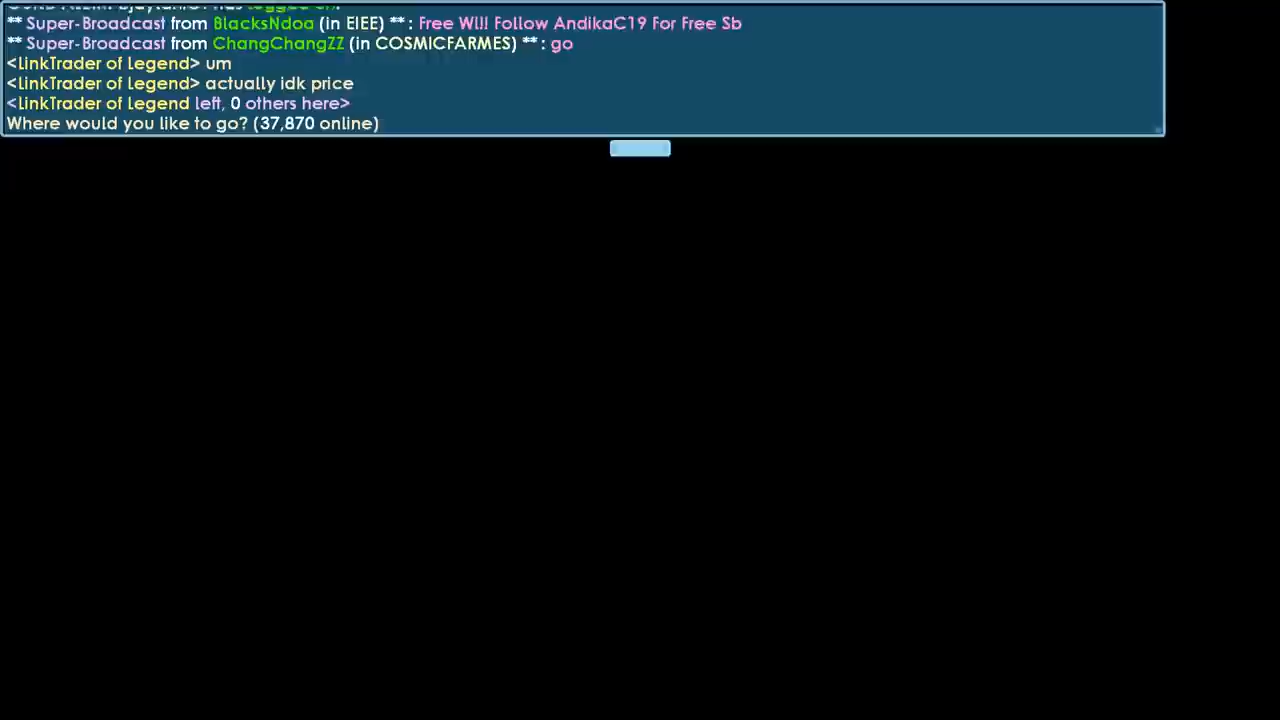 ** Super-Broadcast from BlacksNdoa (in EIEE) ** : Free Wl!! Follow AndikaC19 For Free Sb
** Super-Broadcast from ChangChangZZ (in COSMICFARMES) ** : go
<LinkTrader of Legend> um
<LinkTrader of Legend> actually idk price
<LinkTrader of Legend left, 0 others here>
Where would you like to go? (37,870 online)